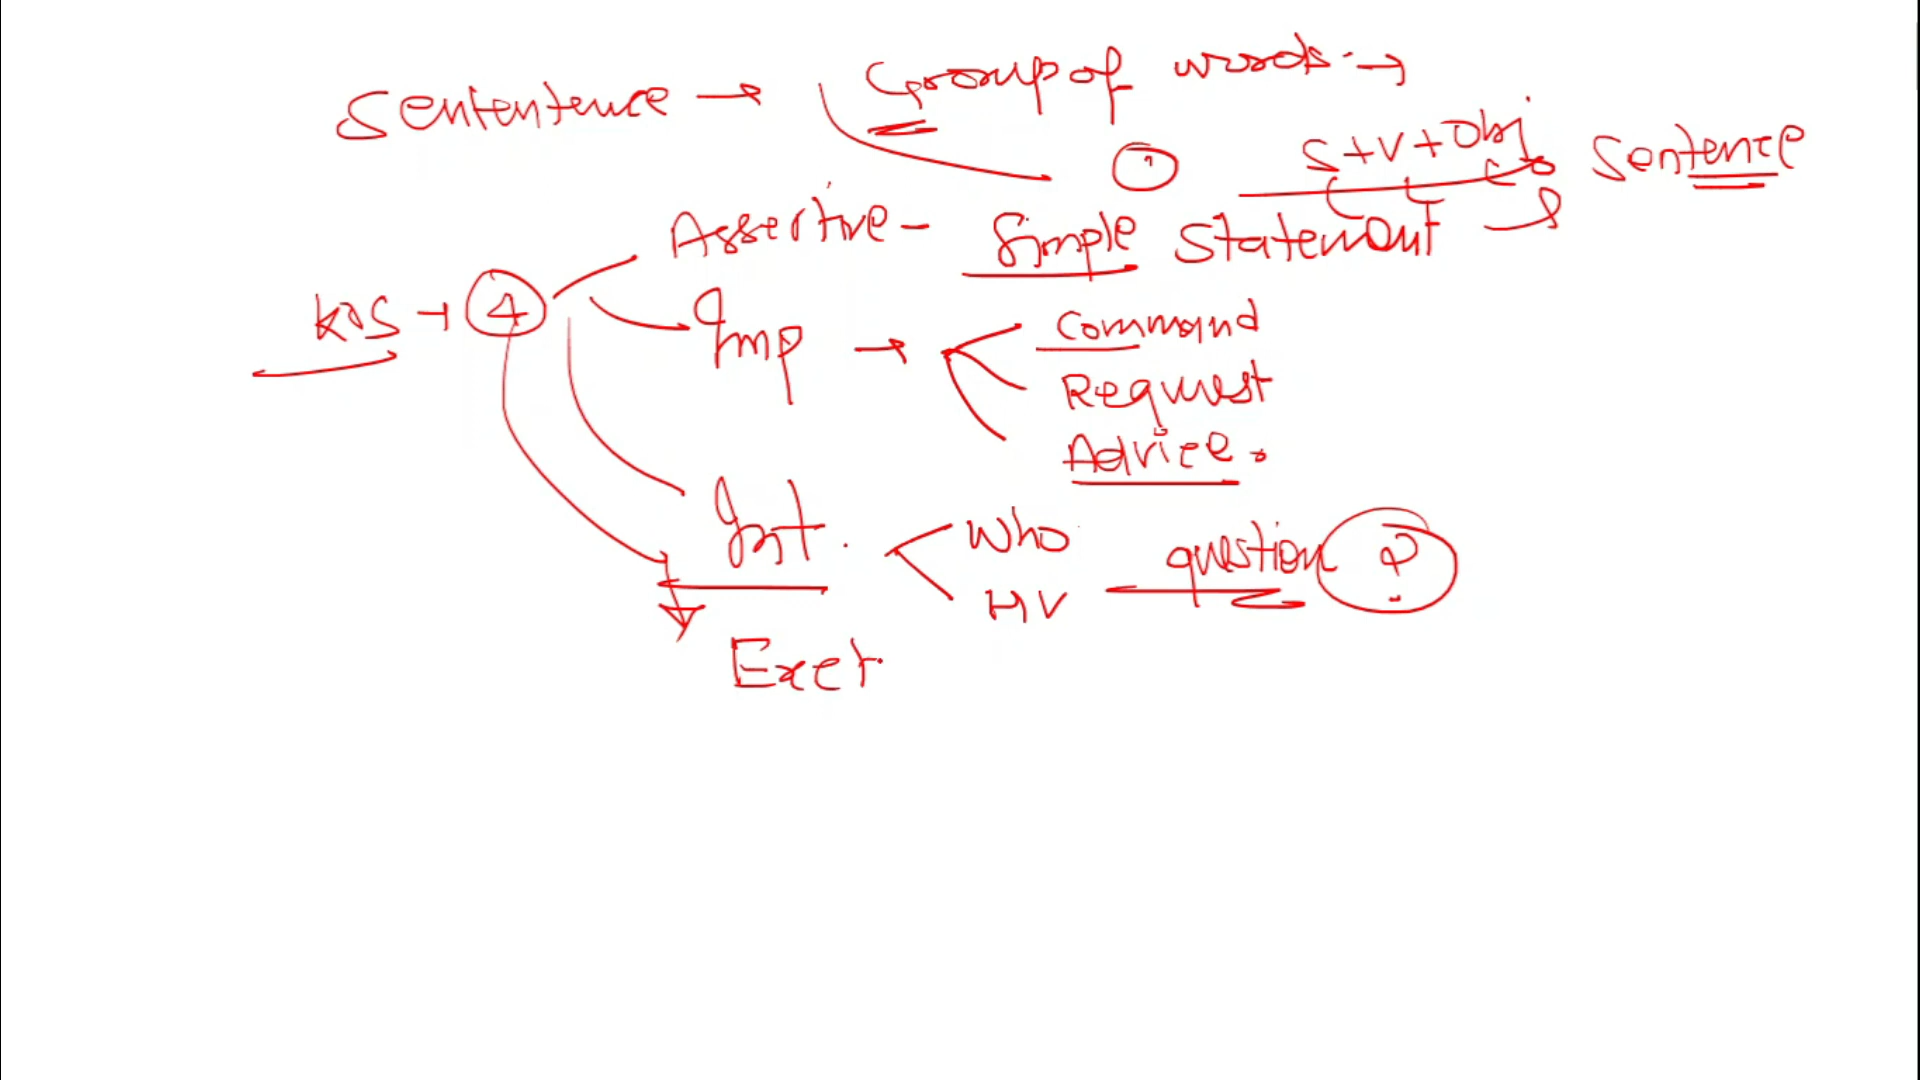 Sententence → Group of words. →
① S+V+Obj Sentence
Assertive - Simple Statement
KOS → ④
Imp → Command
Request
Advice.
Int. Who question ?
HV
Excl.